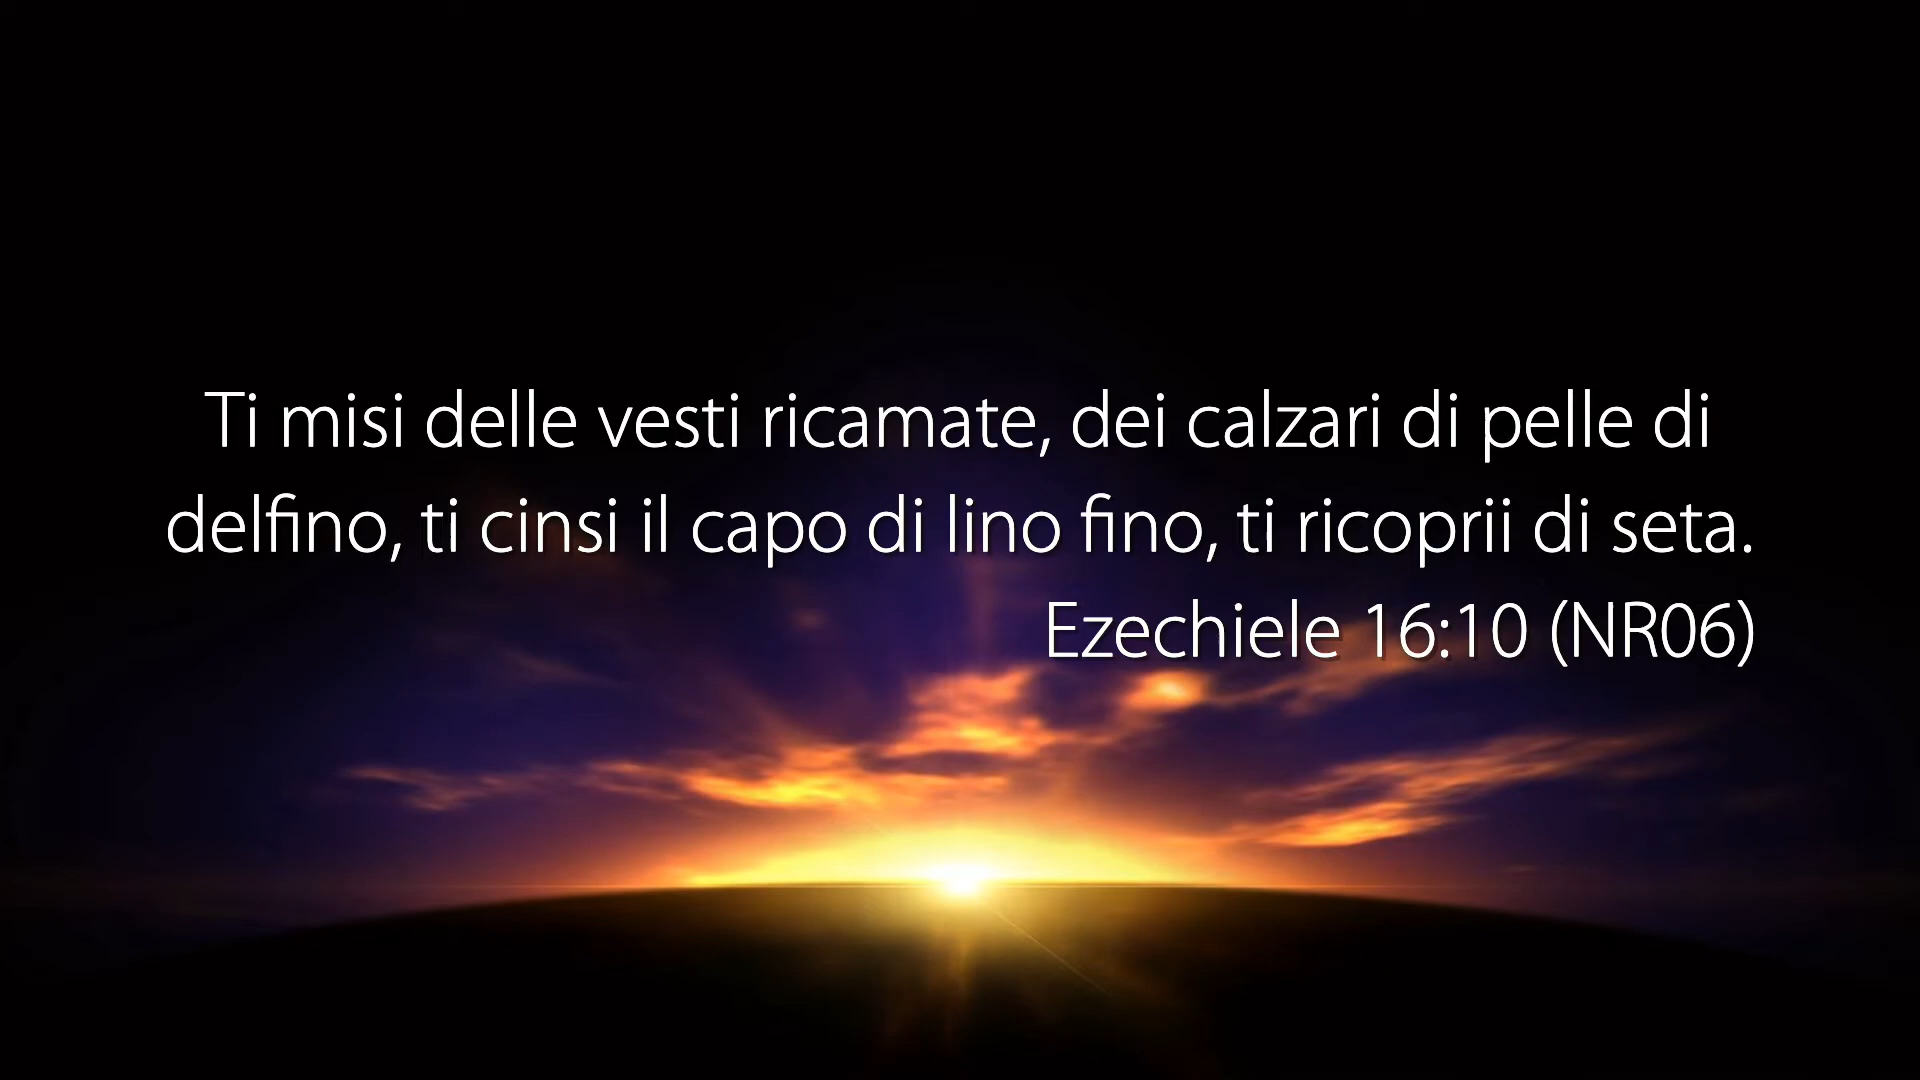 Ti misi delle vesti ricamate, dei calzari di pelle di
delfino, ti cinsi il capo di lino fino, ti ricoprii di seta.
Ezechiele 16:10 (NR06)